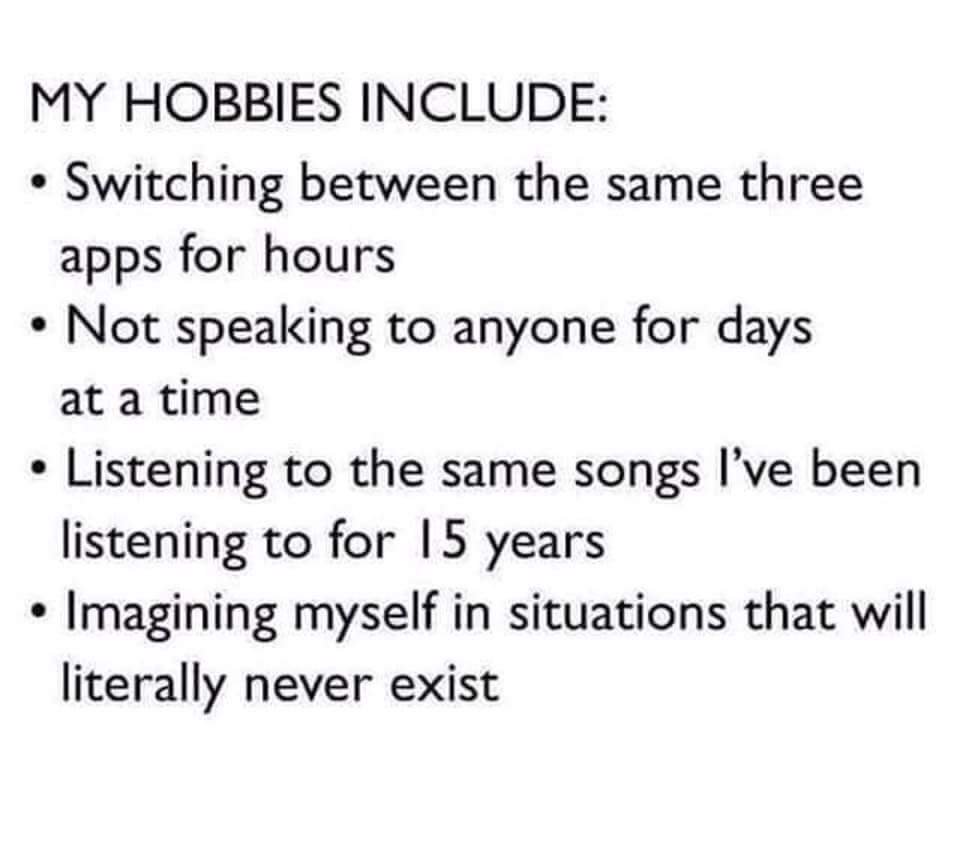 MY HOBBIES INCLUDE:
• Switching between the same three
apps for hours
• Not speaking to anyone for days
at a time
• Listening to the same songs I've been
listening to for 15 years
• Imagining myself in situations that will
literally never exist